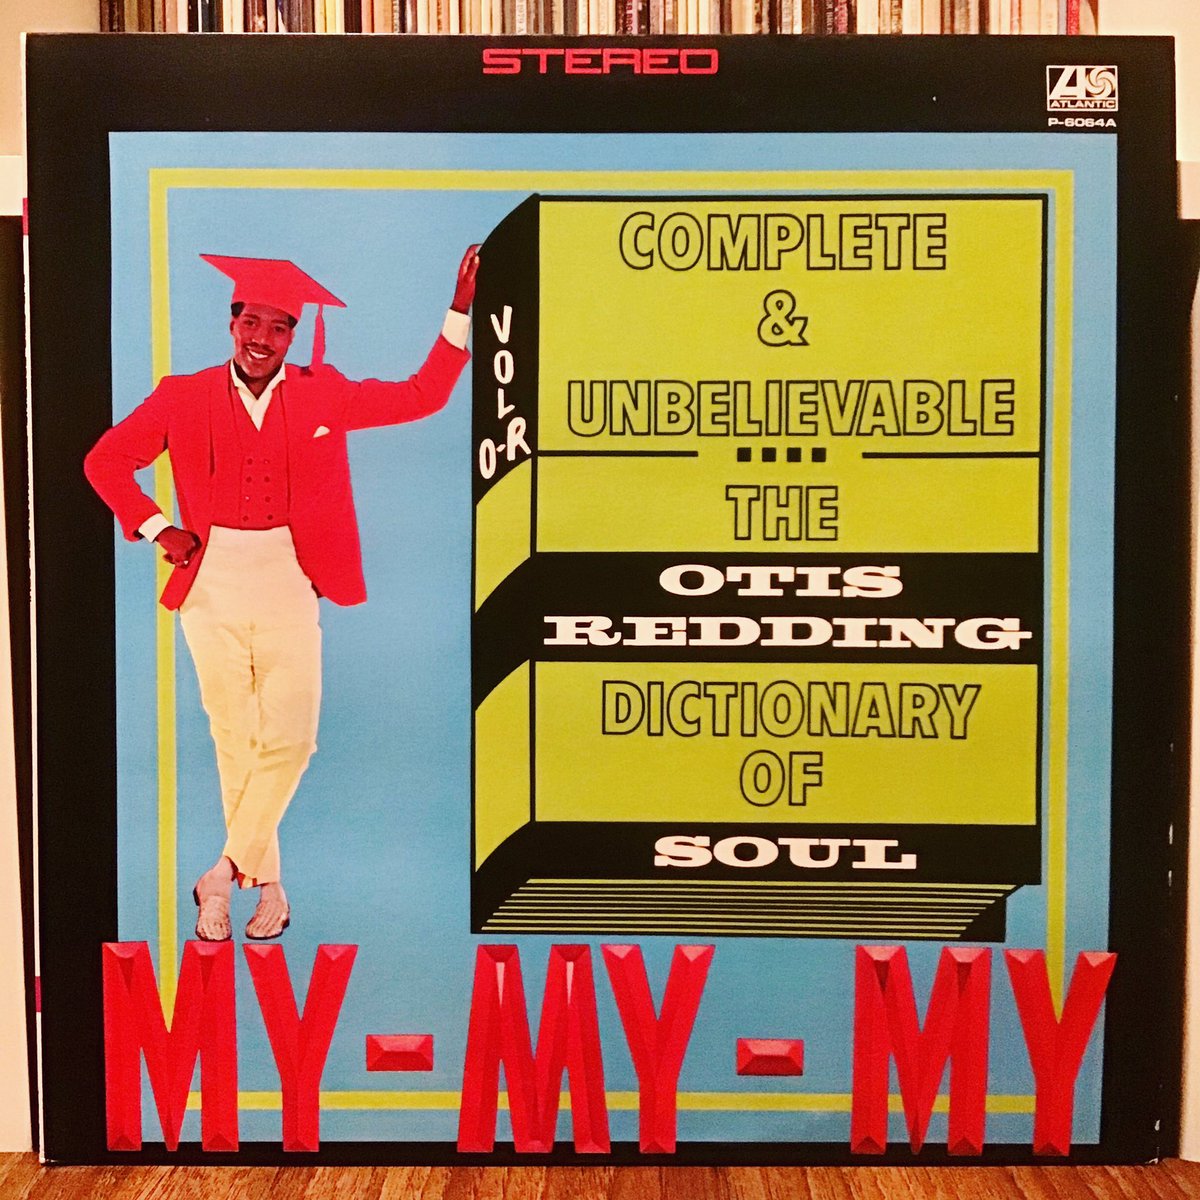 STEREO
ATLANTIC
P-6064A
COMPLETE
&
UNBELIEVABLE
....
THE
OTIS
REDDING
DICTIONARY
OF
SOUL
VOL
O-R
MY-MY-MY